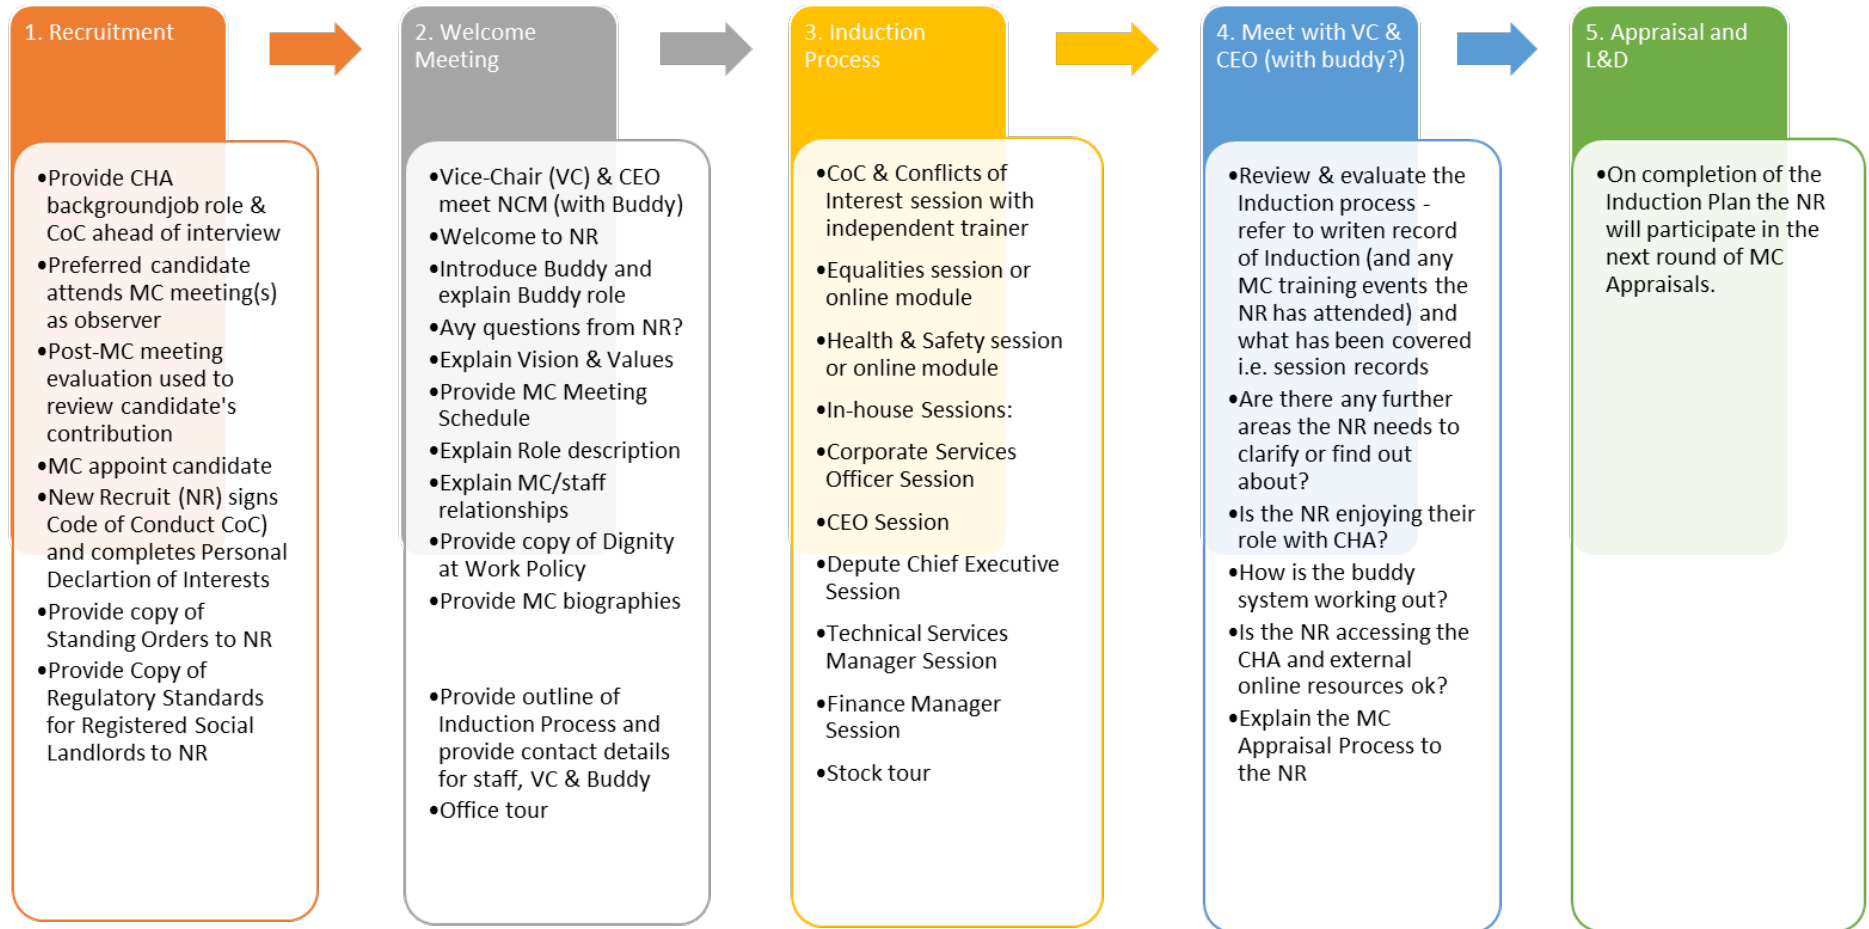 1. Recruitment
•Provide CHA
backgroundjob role &
CoC ahead of interview
•Preferred candidate
attends MC meeting(s)
as observer
•Post-MC meeting
evaluation used to
review candidate's
contribution
•MC appoint candidate
•New Recruit (NR) signs
Code of Conduct CoC)
and completes Personal
Declartion of Interests
•Provide copy of
Standing Orders to NR
•Provide Copy of
Regulatory Standards
for Registered Social
Landlords to NR
2. Welcome
Meeting
•Vice-Chair (VC) & CEO
meet NCM (with Buddy)
•Welcome to NR
•Introduce Buddy and
explain Buddy role
•Avy questions from NR?
•Explain Vision & Values
•Provide MC Meeting
Schedule
•Explain Role description
•Explain MC/staff
relationships
•Provide copy of Dignity
at Work Policy
•Provide MC biographies
•Provide outline of
Induction Process and
provide contact details
for staff, VC & Buddy
•Office tour
3. Induction
Process
•CoC & Conflicts of
Interest session with
independent trainer
•Equalities session or
online module
•Health & Safety session
or online module
•In-house Sessions:
•Corporate Services
Officer Session
•CEO Session
•Depute Chief Executive
Session
•Technical Services
Manager Session
•Finance Manager
Session
•Stock tour
4. Meet with VC &
CEO (with buddy?)
•Review & evaluate the
Induction process -
refer to writen record
of Induction (and any
MC training events the
NR has attended) and
what has been covered
i.e. session records
•Are there any further
areas the NR needs to
clarify or find out
about?
•Is the NR enjoying their
role with CHA?
•How is the buddy
system working out?
•Is the NR accessing the
CHA and external
online resources ok?
•Explain the MC
Appraisal Process to
the NR
5. Appraisal and
L&D
•On completion of the
Induction Plan the NR
will participate in the
next round of MC
Appraisals.